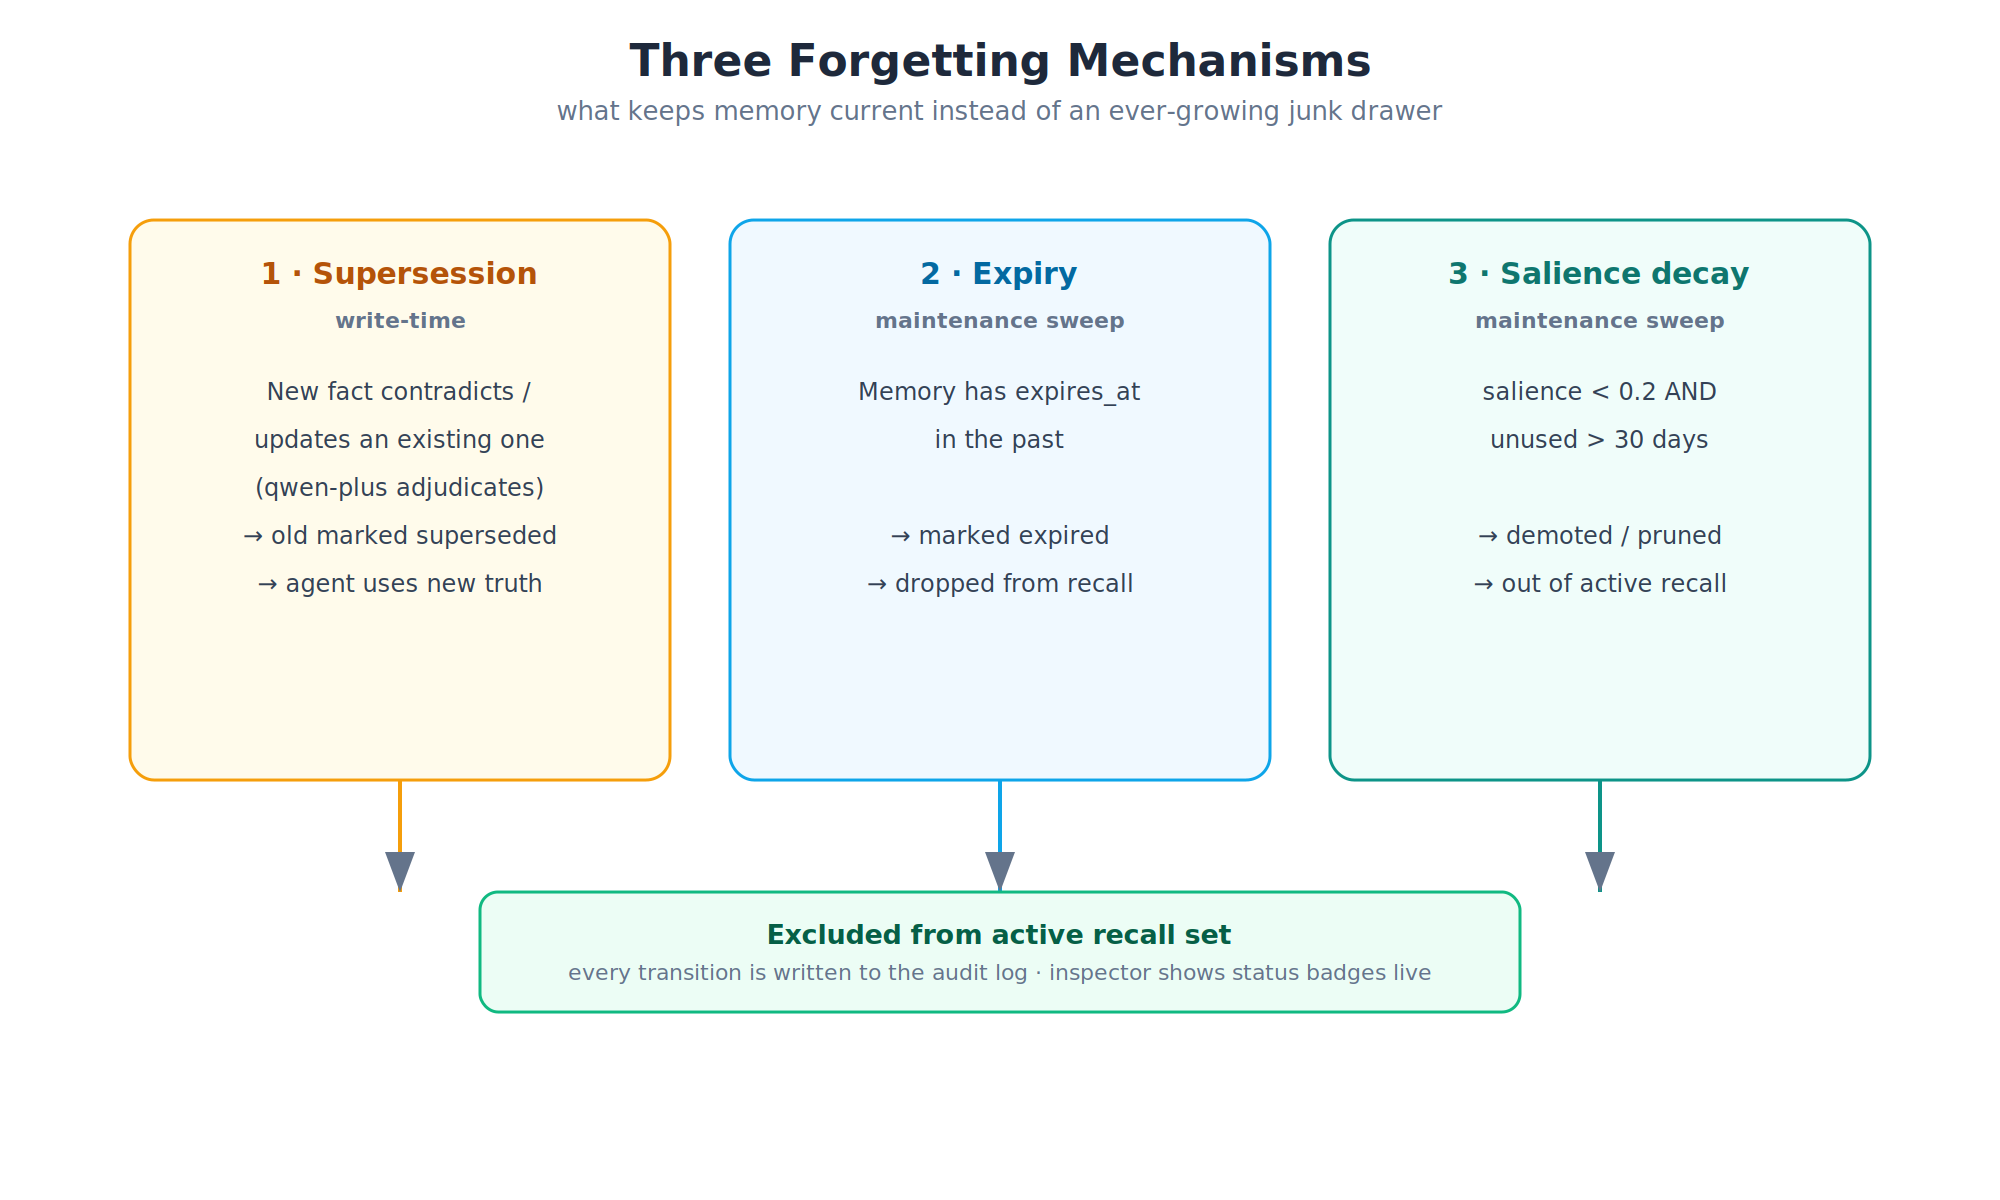 Three Forgetting Mechanisms
what keeps memory current instead of an ever-growing junk drawer
1 · Supersession
write-time
New fact contradicts /
updates an existing one
(qwen-plus adjudicates)
→ old marked superseded
→ agent uses new truth
2 · Expiry
maintenance sweep
Memory has expires_at
in the past
→ marked expired
→ dropped from recall
3 · Salience decay
maintenance sweep
salience < 0.2 AND
unused > 30 days
→ demoted / pruned
→ out of active recall
Excluded from active recall set
every transition is written to the audit log · inspector shows status badges live